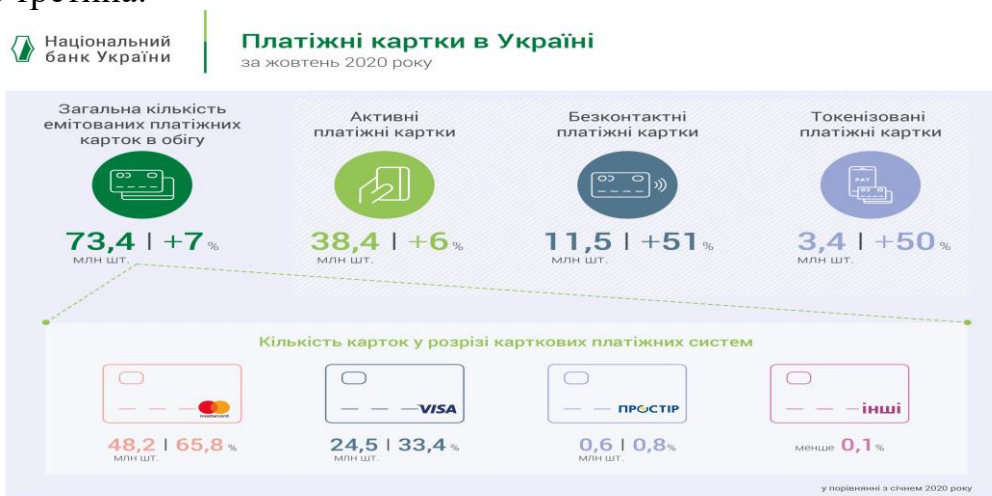 третина.
Національний
банк України
Платіжні картки в Україні
за жовтень 2020 року
Загальна кількість
емітованих платіжних
карток в обігу
73,4 | +7 %
млн шт.
Активні
платіжні картки
38,4 | +6 %
млн шт.
Безконтактні
платіжні картки
11,5 | +51 %
млн шт.
Токенізовані
платіжні картки
PAY
3,4 | +50 %
млн шт.
Кількість карток у розрізі карткових платіжних систем
mastercard
48,2 | 65,8 %
млн шт.
VISA
24,5 | 33,4 %
млн шт.
ПРОСТІР
0,6 | 0,8%
млн шт.
інші
менше 0,1 %
у порівнянні з січнем 2020 року